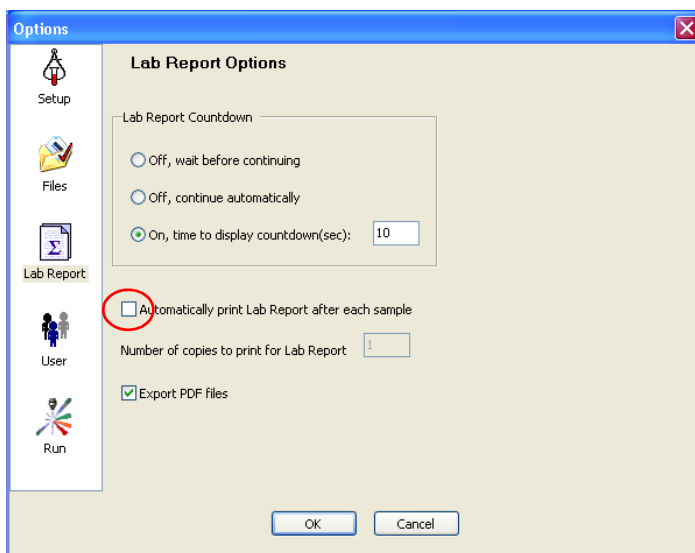 Options
Setup
Files
Lab Report
User
Run
Lab Report Options
Lab Report Countdown
Off, wait before continuing
Off, continue automatically
On, time to display countdown(sec): 10
Automatically print Lab Report after each sample
Number of copies to print for Lab Report 1
Export PDF files
OK Cancel